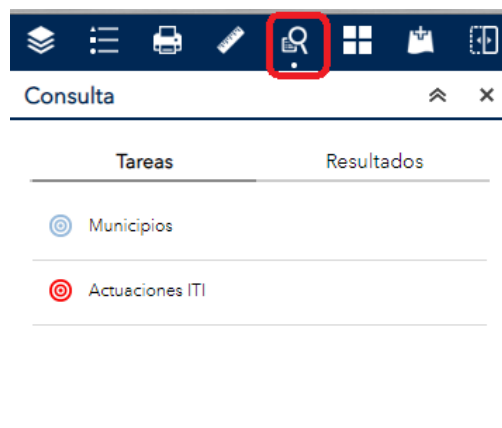 Consulta
Tareas Resultados
Municipios
Actuaciones ITI